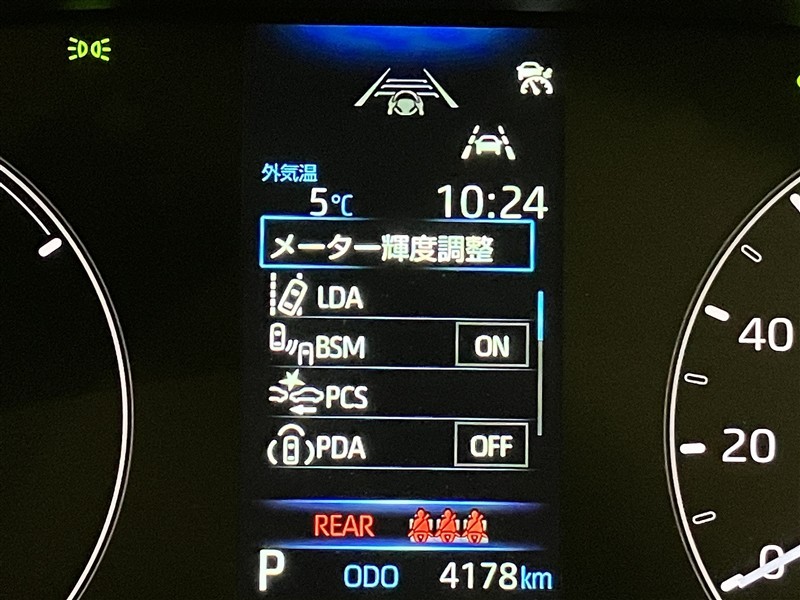 外気温
5℃ 10:24
メーター輝度調整
LDA
BSM ON
PCS
PDA OFF
REAR
P ODO 4178km
40
20
0